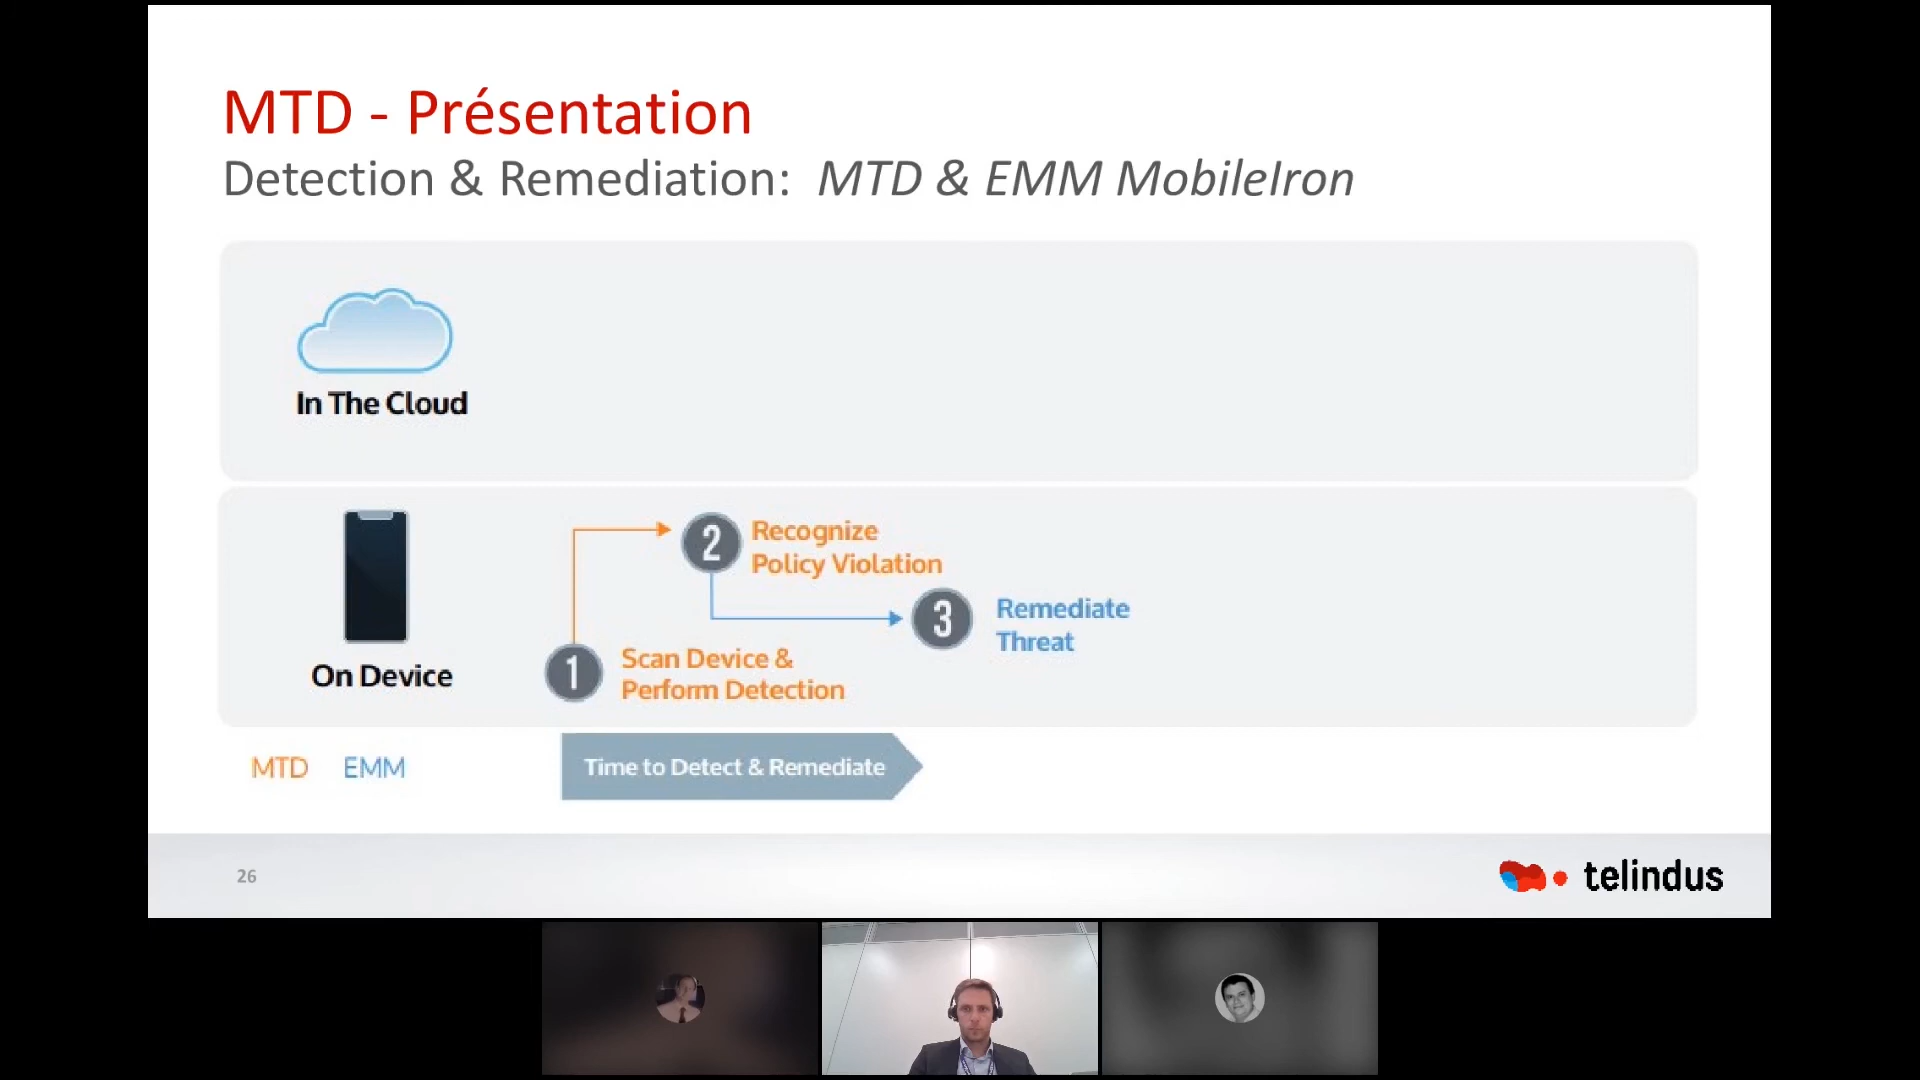 MTD - Présentation
Detection & Remediation: MTD & EMM MobileIron
In The Cloud
On Device
1
Scan Device &
Perform Detection
2
Recognize
Policy Violation
3
Remediate
Threat
MTD EMM
Time to Detect & Remediate
26
telindus